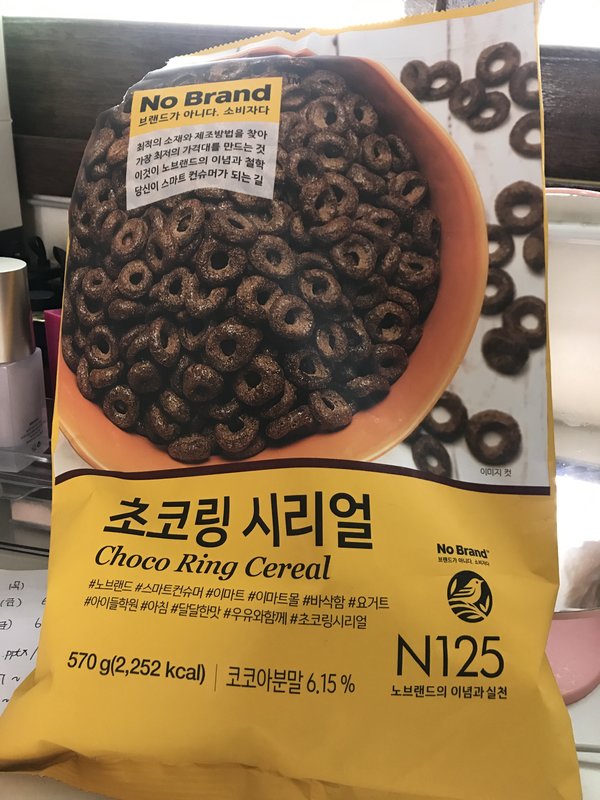 No Brand
브랜드가 아니다. 소비자다
최적의 소재와 제조방법을 찾아
가장 최저의 가격대를 만드는 것
이것이 노브랜드의 이념과 철학
당신이 스마트 컨슈머가 되는 길
이미지 컷
초코링 시리얼
Choco Ring Cereal
#노브랜드 #스마트컨슈머 #이마트 #이마트몰 #바삭함 #요거트
#아이들학원 #아침 #달달한맛 #우유와함께 #초코링시리얼
570 g(2,252 kcal) | 코코아분말 6.15 %
No Brand
브랜드가 아니다. 소비자다
N125
노브랜드의 이념과 실천